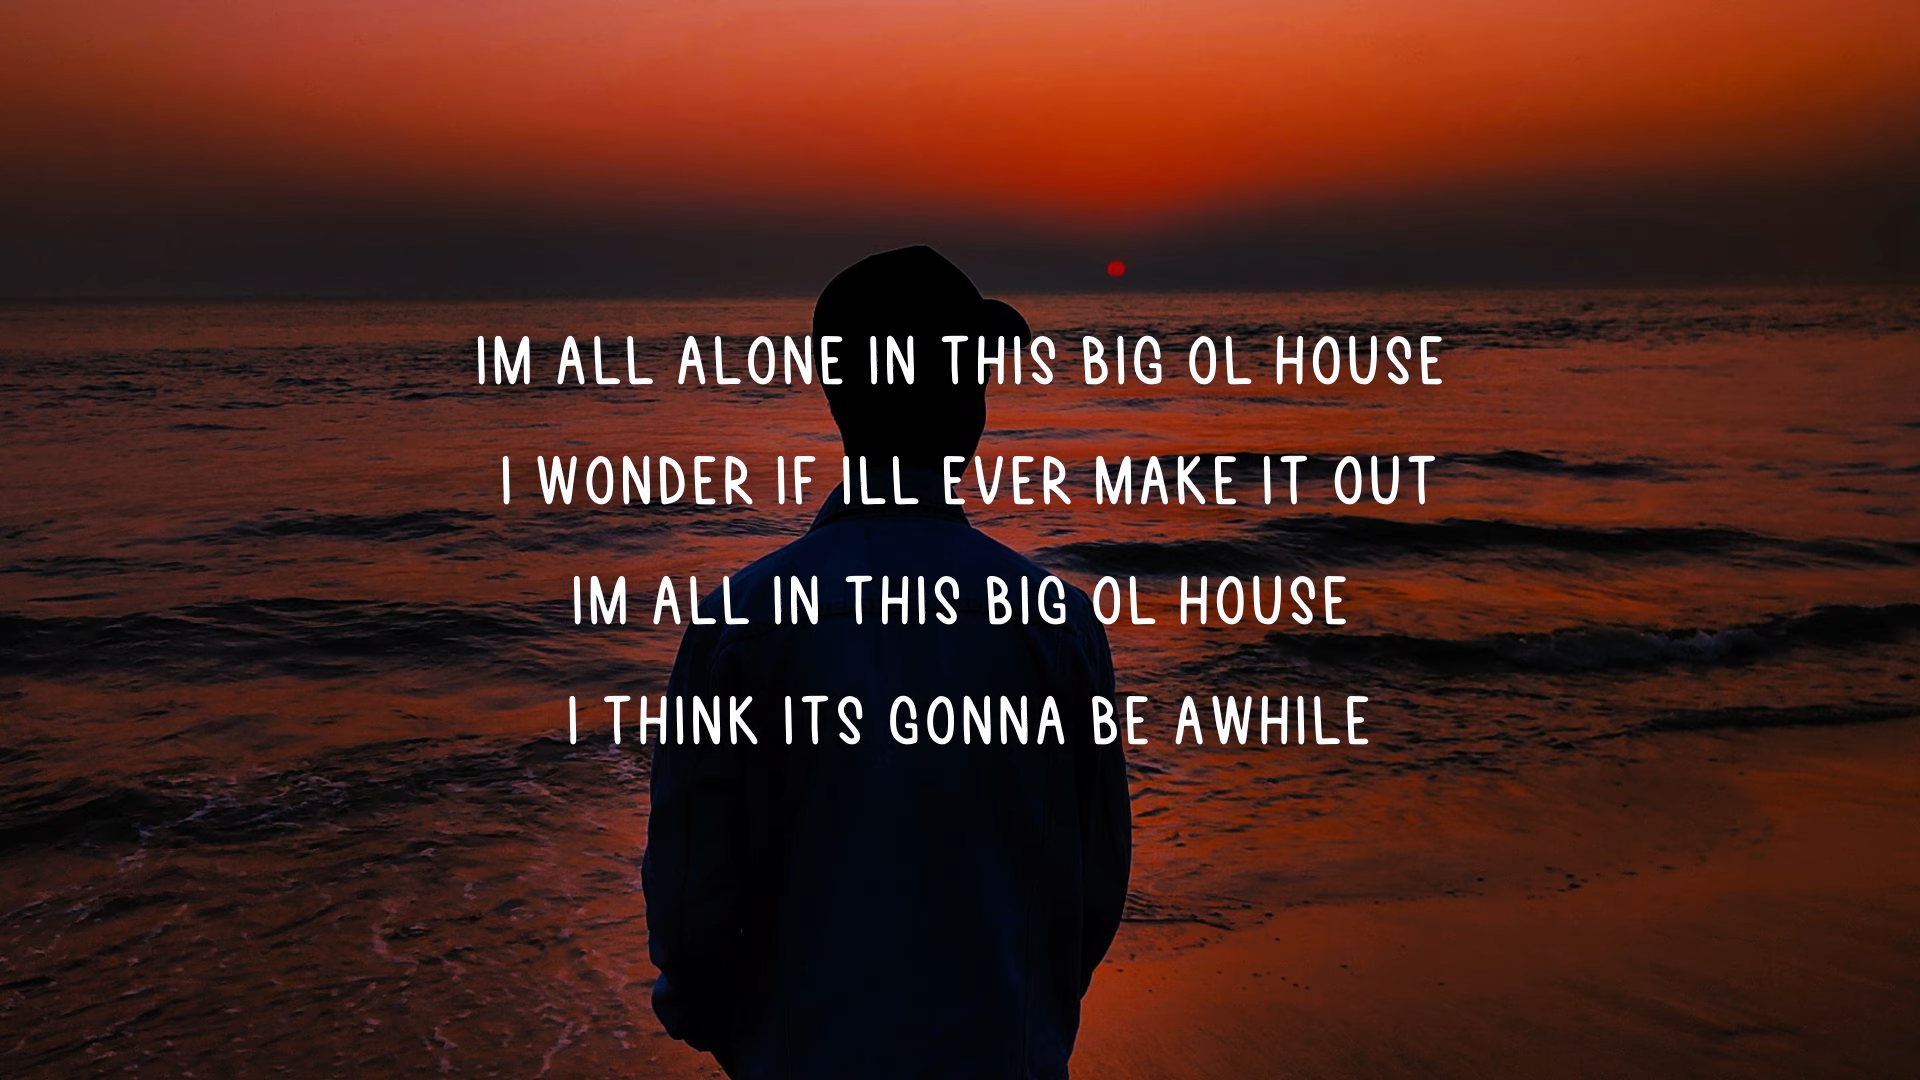 IM ALL ALONE IN THIS BIG OL HOUSE
I WONDER IF ILL EVER MAKE IT OUT
IM ALL IN THIS BIG OL HOUSE
I THINK ITS GONNA BE AWHILE